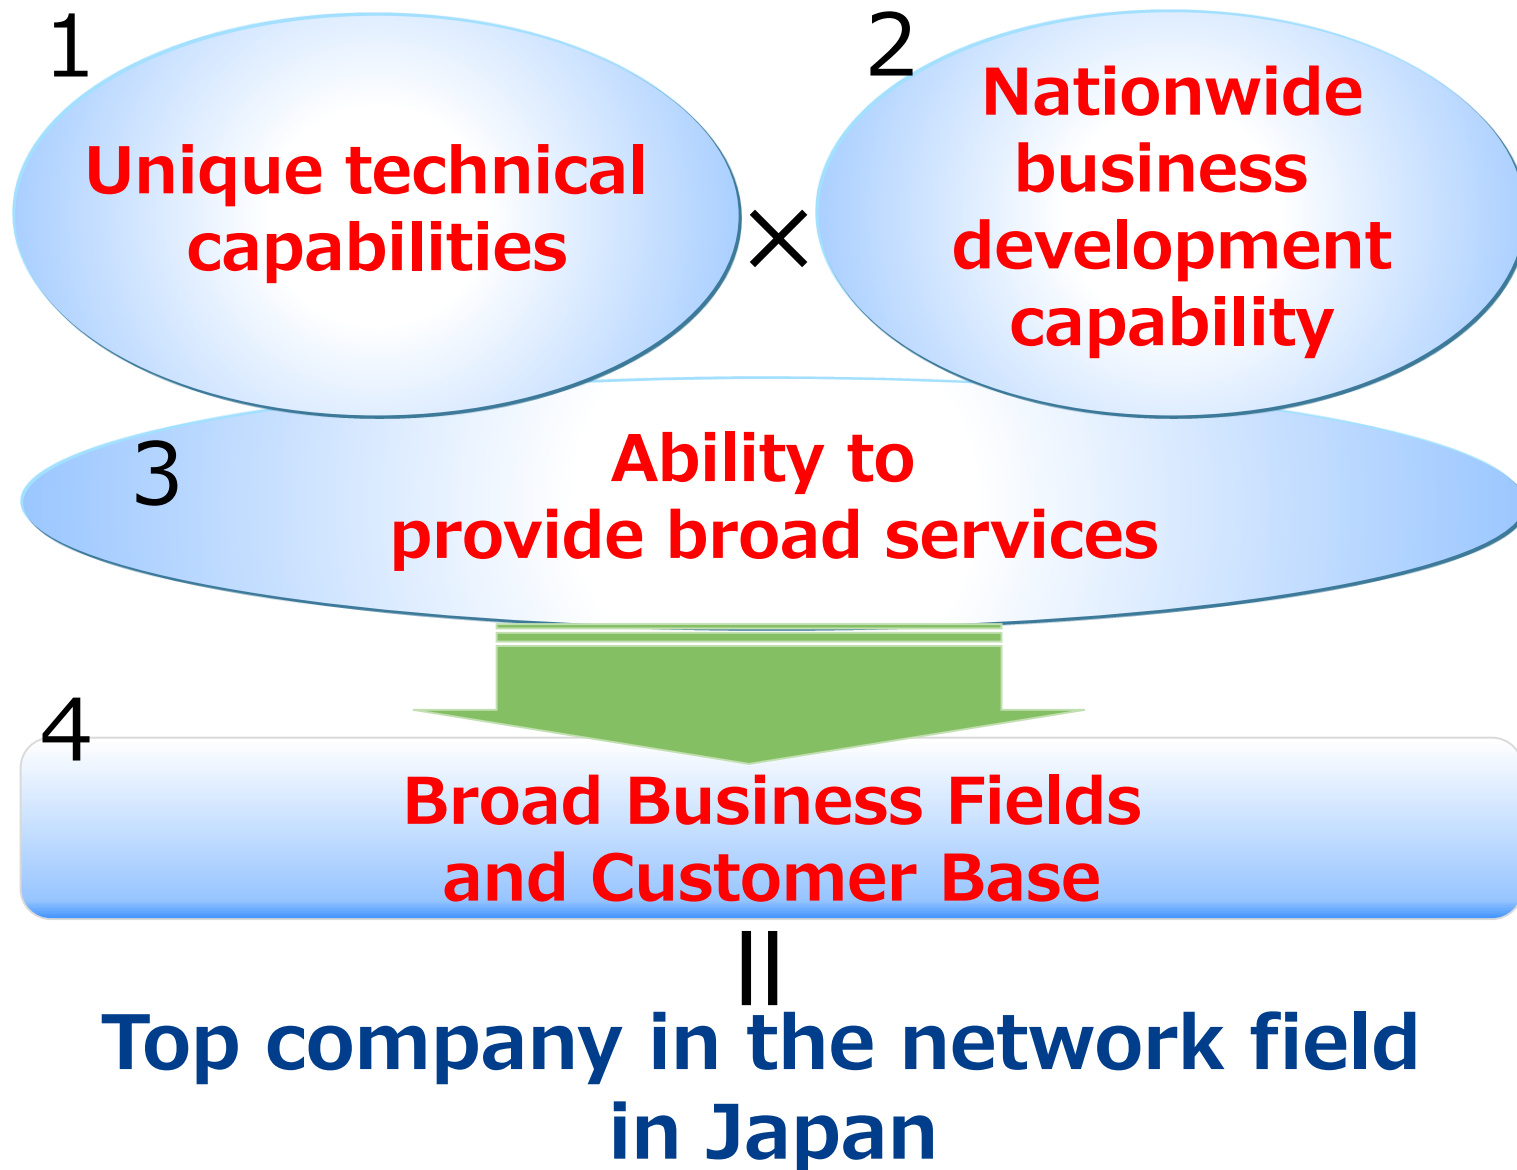 1
Unique technical
capabilities
×
2
Nationwide
business
development
capability
3
Ability to
provide broad services
4
Broad Business Fields
and Customer Base
=
Top company in the network field
in Japan